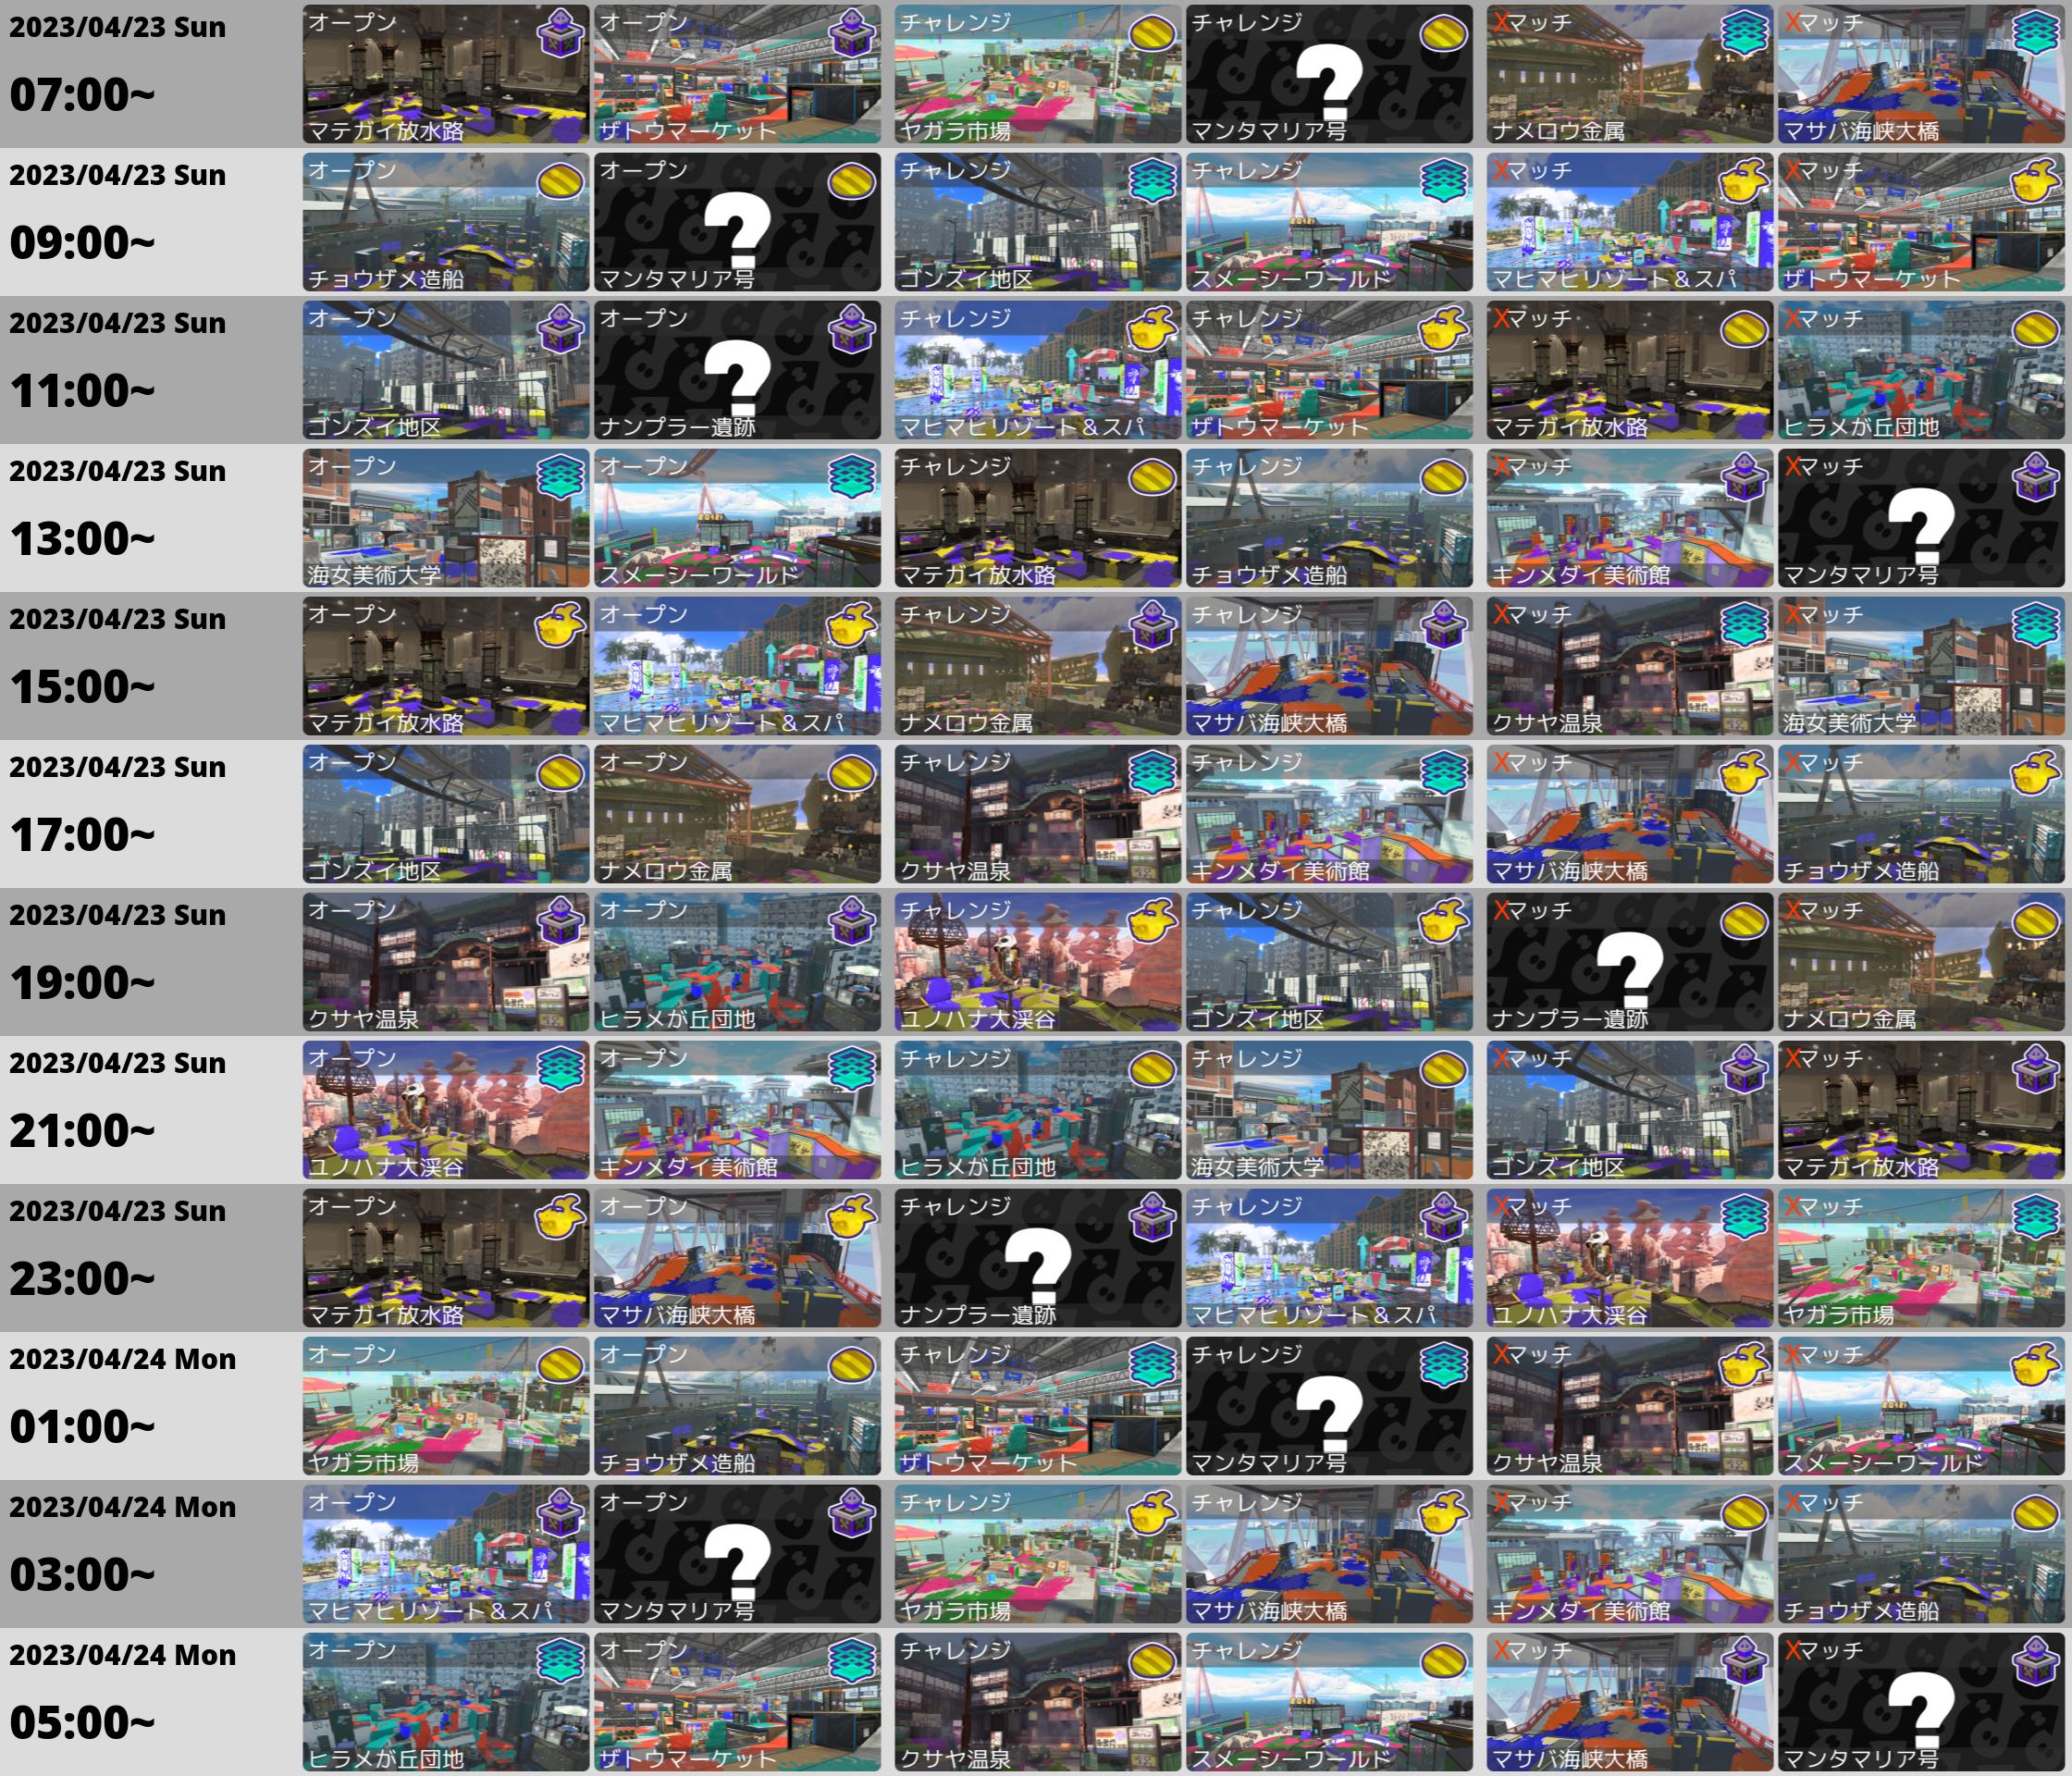 2023/04/23 Sun
07:00~
オープン オープン チャレンジ チャレンジ Xマッチ Xマッチ
マテガイ放水路 ザトウマーケット ヤガラ市場 マンタマリア号 ナメロウ金属 マサバ海峡大橋
2023/04/23 Sun
09:00~
オープン オープン チャレンジ チャレンジ Xマッチ Xマッチ
チョウザメ造船 マンタマリア号 ゴンズイ地区 スメーシーワールド マヒマヒリゾート＆スパ ザトウマーケット
2023/04/23 Sun
11:00~
オープン オープン チャレンジ チャレンジ Xマッチ Xマッチ
ゴンズイ地区 ナンプラー遺跡 マヒマヒリゾート＆スパ ザトウマーケット マテガイ放水路 ヒラメが丘団地
2023/04/23 Sun
13:00~
オープン オープン チャレンジ チャレンジ Xマッチ Xマッチ
海女美術大学 スメーシーワールド マテガイ放水路 チョウザメ造船 キンメダイ美術館 マンタマリア号
2023/04/23 Sun
15:00~
オープン オープン チャレンジ チャレンジ Xマッチ Xマッチ
マテガイ放水路 マヒマヒリゾート＆スパ ナメロウ金属 マサバ海峡大橋 クサヤ温泉 海女美術大学
2023/04/23 Sun
17:00~
オープン オープン チャレンジ チャレンジ Xマッチ Xマッチ
ゴンズイ地区 ナメロウ金属 クサヤ温泉 キンメダイ美術館 マサバ海峡大橋 チョウザメ造船
2023/04/23 Sun
19:00~
オープン オープン チャレンジ チャレンジ Xマッチ Xマッチ
クサヤ温泉 ヒラメが丘団地 ユノハナ大渓谷 ゴンズイ地区 ナンプラー遺跡 ナメロウ金属
2023/04/23 Sun
21:00~
オープン オープン チャレンジ チャレンジ Xマッチ Xマッチ
ユノハナ大渓谷 キンメダイ美術館 ヒラメが丘団地 海女美術大学 ゴンズイ地区 マテガイ放水路
2023/04/23 Sun
23:00~
オープン オープン チャレンジ チャレンジ Xマッチ Xマッチ
マテガイ放水路 マサバ海峡大橋 ナンプラー遺跡 マヒマヒリゾート＆スパ ユノハナ大渓谷 ヤガラ市場
2023/04/24 Mon
01:00~
オープン オープン チャレンジ チャレンジ Xマッチ Xマッチ
ヤガラ市場 チョウザメ造船 ザトウマーケット マンタマリア号 クサヤ温泉 スメーシーワールド
2023/04/24 Mon
03:00~
オープン オープン チャレンジ チャレンジ Xマッチ Xマッチ
マヒマヒリゾート＆スパ マンタマリア号 ヤガラ市場 マサバ海峡大橋 キンメダイ美術館 チョウザメ造船
2023/04/24 Mon
05:00~
オープン オープン チャレンジ チャレンジ Xマッチ Xマッチ
ヒラメが丘団地 ザトウマーケット クサヤ温泉 スメーシーワールド マサバ海峡大橋 マンタマリア号